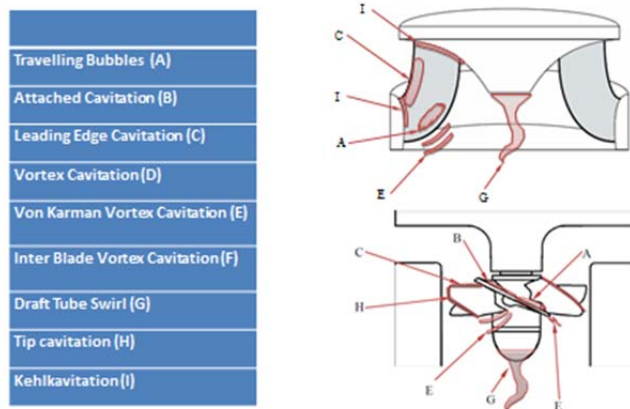 Travelling Bubbles (A)
Attached Cavitation (B)
Leading Edge Cavitation (C)
Vortex Cavitation (D)
Von Karman Vortex Cavitation (E)
Inter Blade Vortex Cavitation (F)
Draft Tube Swirl (G)
Tip cavitation (H)
Kehlkavitation (I)
I
C
I
A
E
G
B
A
C
H
E
G
E